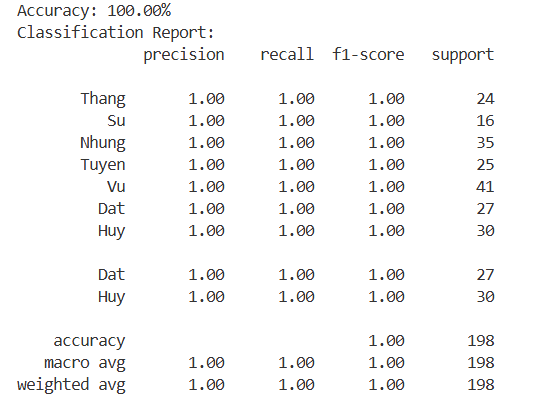 Accuracy: 100.00%
Classification Report:
precision recall f1-score support
Thang 1.00 1.00 1.00 24
Su 1.00 1.00 1.00 16
Nhung 1.00 1.00 1.00 35
Tuyen 1.00 1.00 1.00 25
Vu 1.00 1.00 1.00 41
Dat 1.00 1.00 1.00 27
Huy 1.00 1.00 1.00 30
Dat 1.00 1.00 1.00 27
Huy 1.00 1.00 1.00 30
accuracy 1.00 198
macro avg 1.00 1.00 1.00 198
weighted avg 1.00 1.00 1.00 198